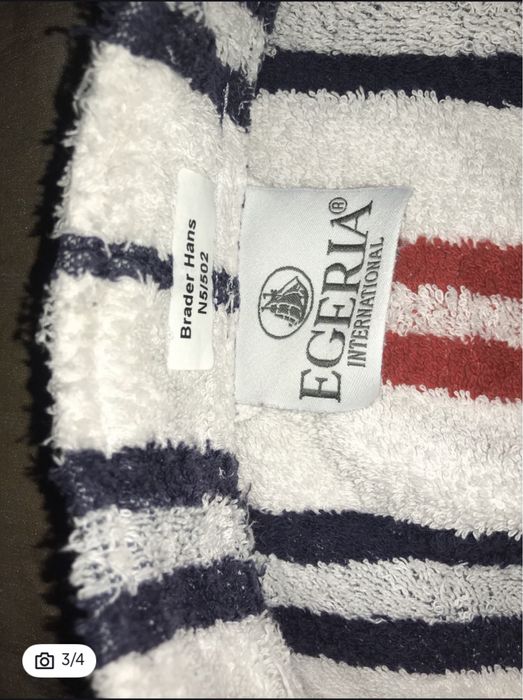 Brader Hans
N5/502
EGERIA®
INTERNATIONAL
3/4